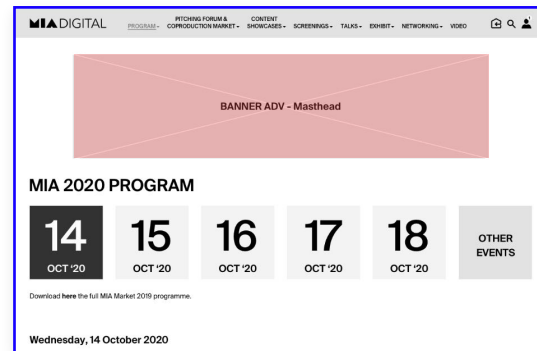 MIADIGITAL
PROGRAM
PITCHING FORUM &
COPRODUCTION MARKET
CONTENT
SHOWCASES
SCREENINGS
TALKS
EXHIBIT
NETWORKING
VIDEO
BANNER ADV - Masthead
MIA 2020 PROGRAM
14
OCT ‘20
15
OCT ‘20
16
OCT ‘20
17
OCT ‘20
18
OCT ‘20
OTHER
EVENTS
Download here the full MIA Market 2019 programme.
Wednesday, 14 October 2020